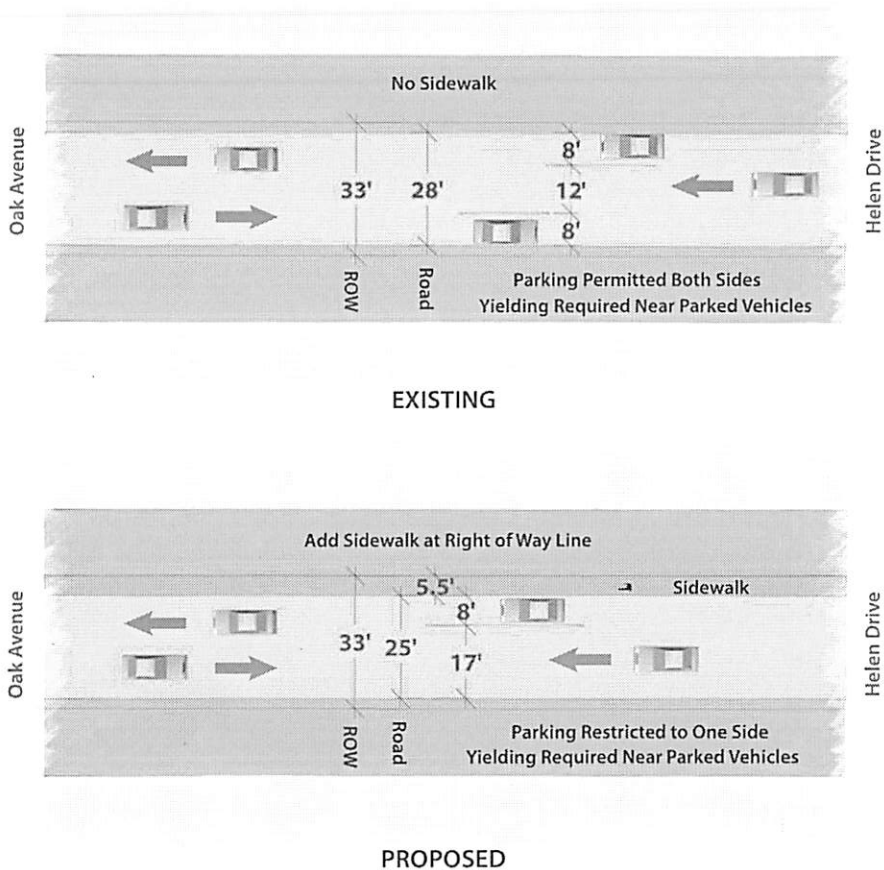 No Sidewalk
Oak Avenue
Helen Drive
33'
28'
8'
12'
8'
ROW
Road
Parking Permitted Both Sides
Yielding Required Near Parked Vehicles
EXISTING
Add Sidewalk at Right of Way Line
Oak Avenue
Helen Drive
5.5'
Sidewalk
8'
33'
25'
17'
ROW
Road
Parking Restricted to One Side
Yielding Required Near Parked Vehicles
PROPOSED